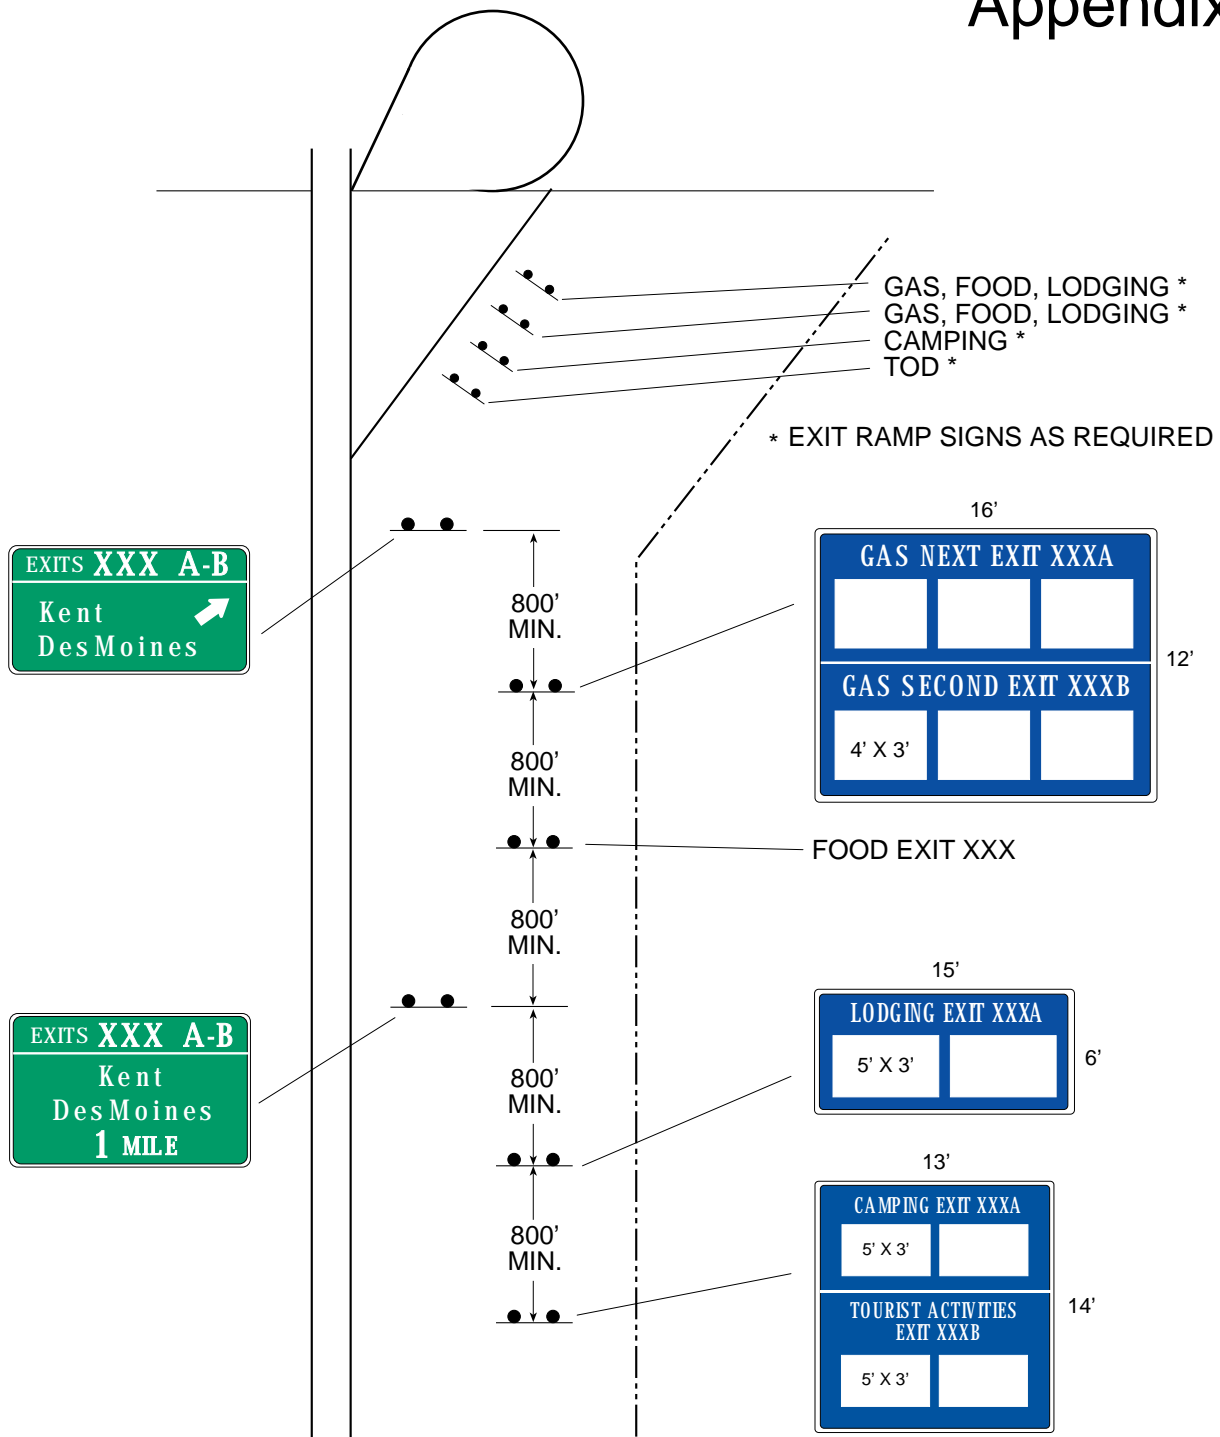 Appendix
GAS, FOOD, LODGING *
GAS, FOOD, LODGING *
CAMPING *
TOD *
* EXIT RAMP SIGNS AS REQUIRED
EXITS XXX A-B
Kent
DesMoines
800’
MIN.
16’
GAS NEXT EXIT XXXA
GAS SECOND EXIT XXXB
4’ X 3’
12’
800’
MIN.
FOOD EXIT XXX
800’
MIN.
EXITS XXX A-B
Kent
DesMoines
1 MILE
15’
LODGING EXIT XXXA
5’ X 3’
6’
800’
MIN.
13’
CAMPING EXIT XXXA
5’ X 3’
TOURIST ACTIVITIES
EXIT XXXB
5’ X 3’
14’
800’
MIN.